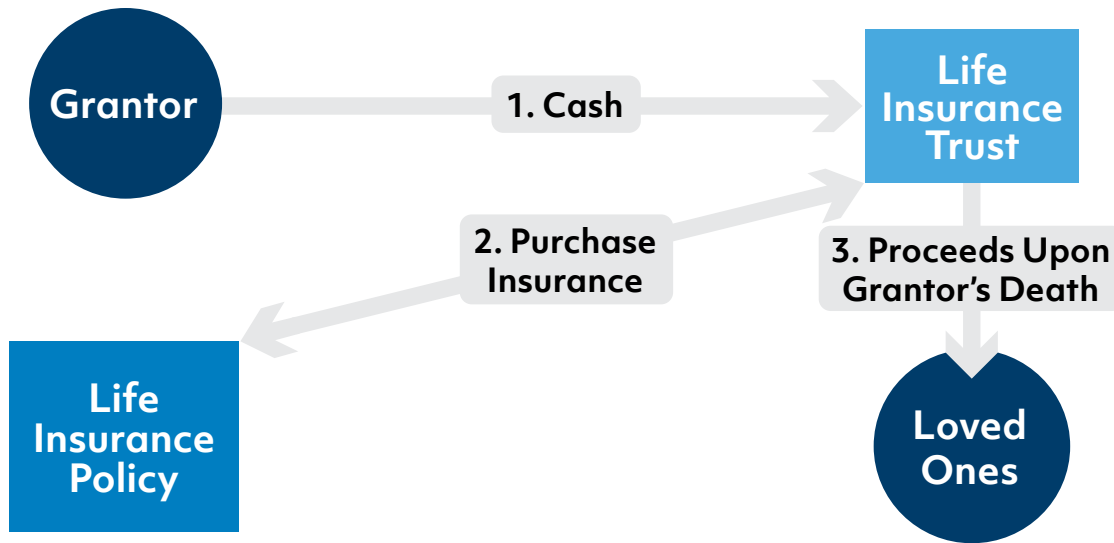 Grantor
1. Cash
Life
Insurance
Trust
2. Purchase
Insurance
3. Proceeds Upon
Grantor’s Death
Life
Insurance
Policy
Loved
Ones